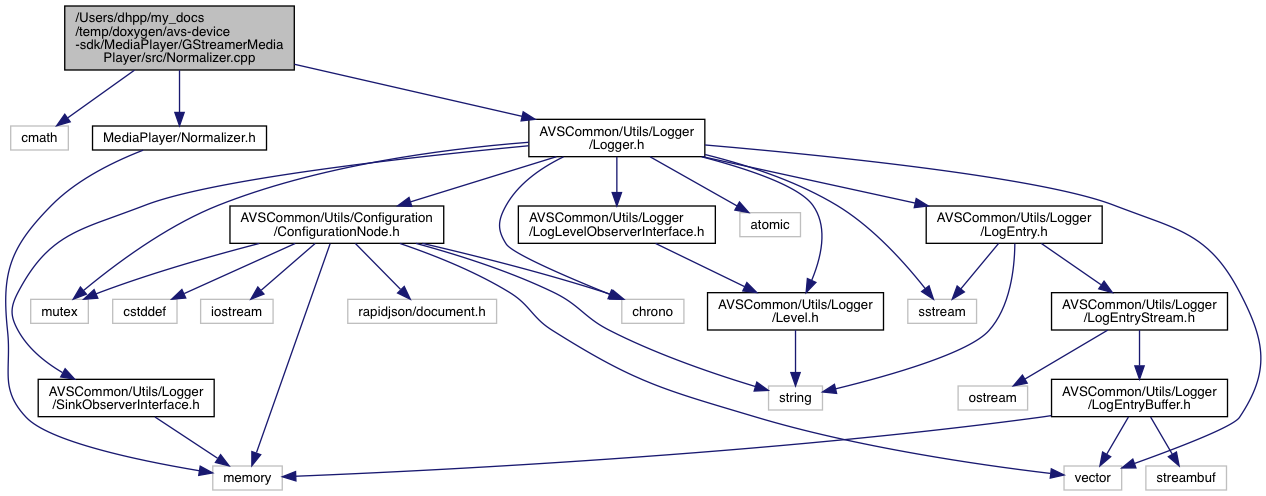 /Users/dhpp/my_docs
/temp/doxygen/avs-device
-sdk/MediaPlayer/GStreamerMedia
Player/src/Normalizer.cpp
cmath
MediaPlayer/Normalizer.h
AVSCommon/Utils/Logger
/Logger.h
AVSCommon/Utils/Configuration
/ConfigurationNode.h
AVSCommon/Utils/Logger
/LogLevelObserverInterface.h
atomic
AVSCommon/Utils/Logger
/LogEntry.h
mutex
cstddef
iostream
rapidjson/document.h
chrono
AVSCommon/Utils/Logger
/Level.h
sstream
AVSCommon/Utils/Logger
/LogEntryStream.h
AVSCommon/Utils/Logger
/SinkObserverInterface.h
string
ostream
AVSCommon/Utils/Logger
/LogEntryBuffer.h
memory
vector
streambuf